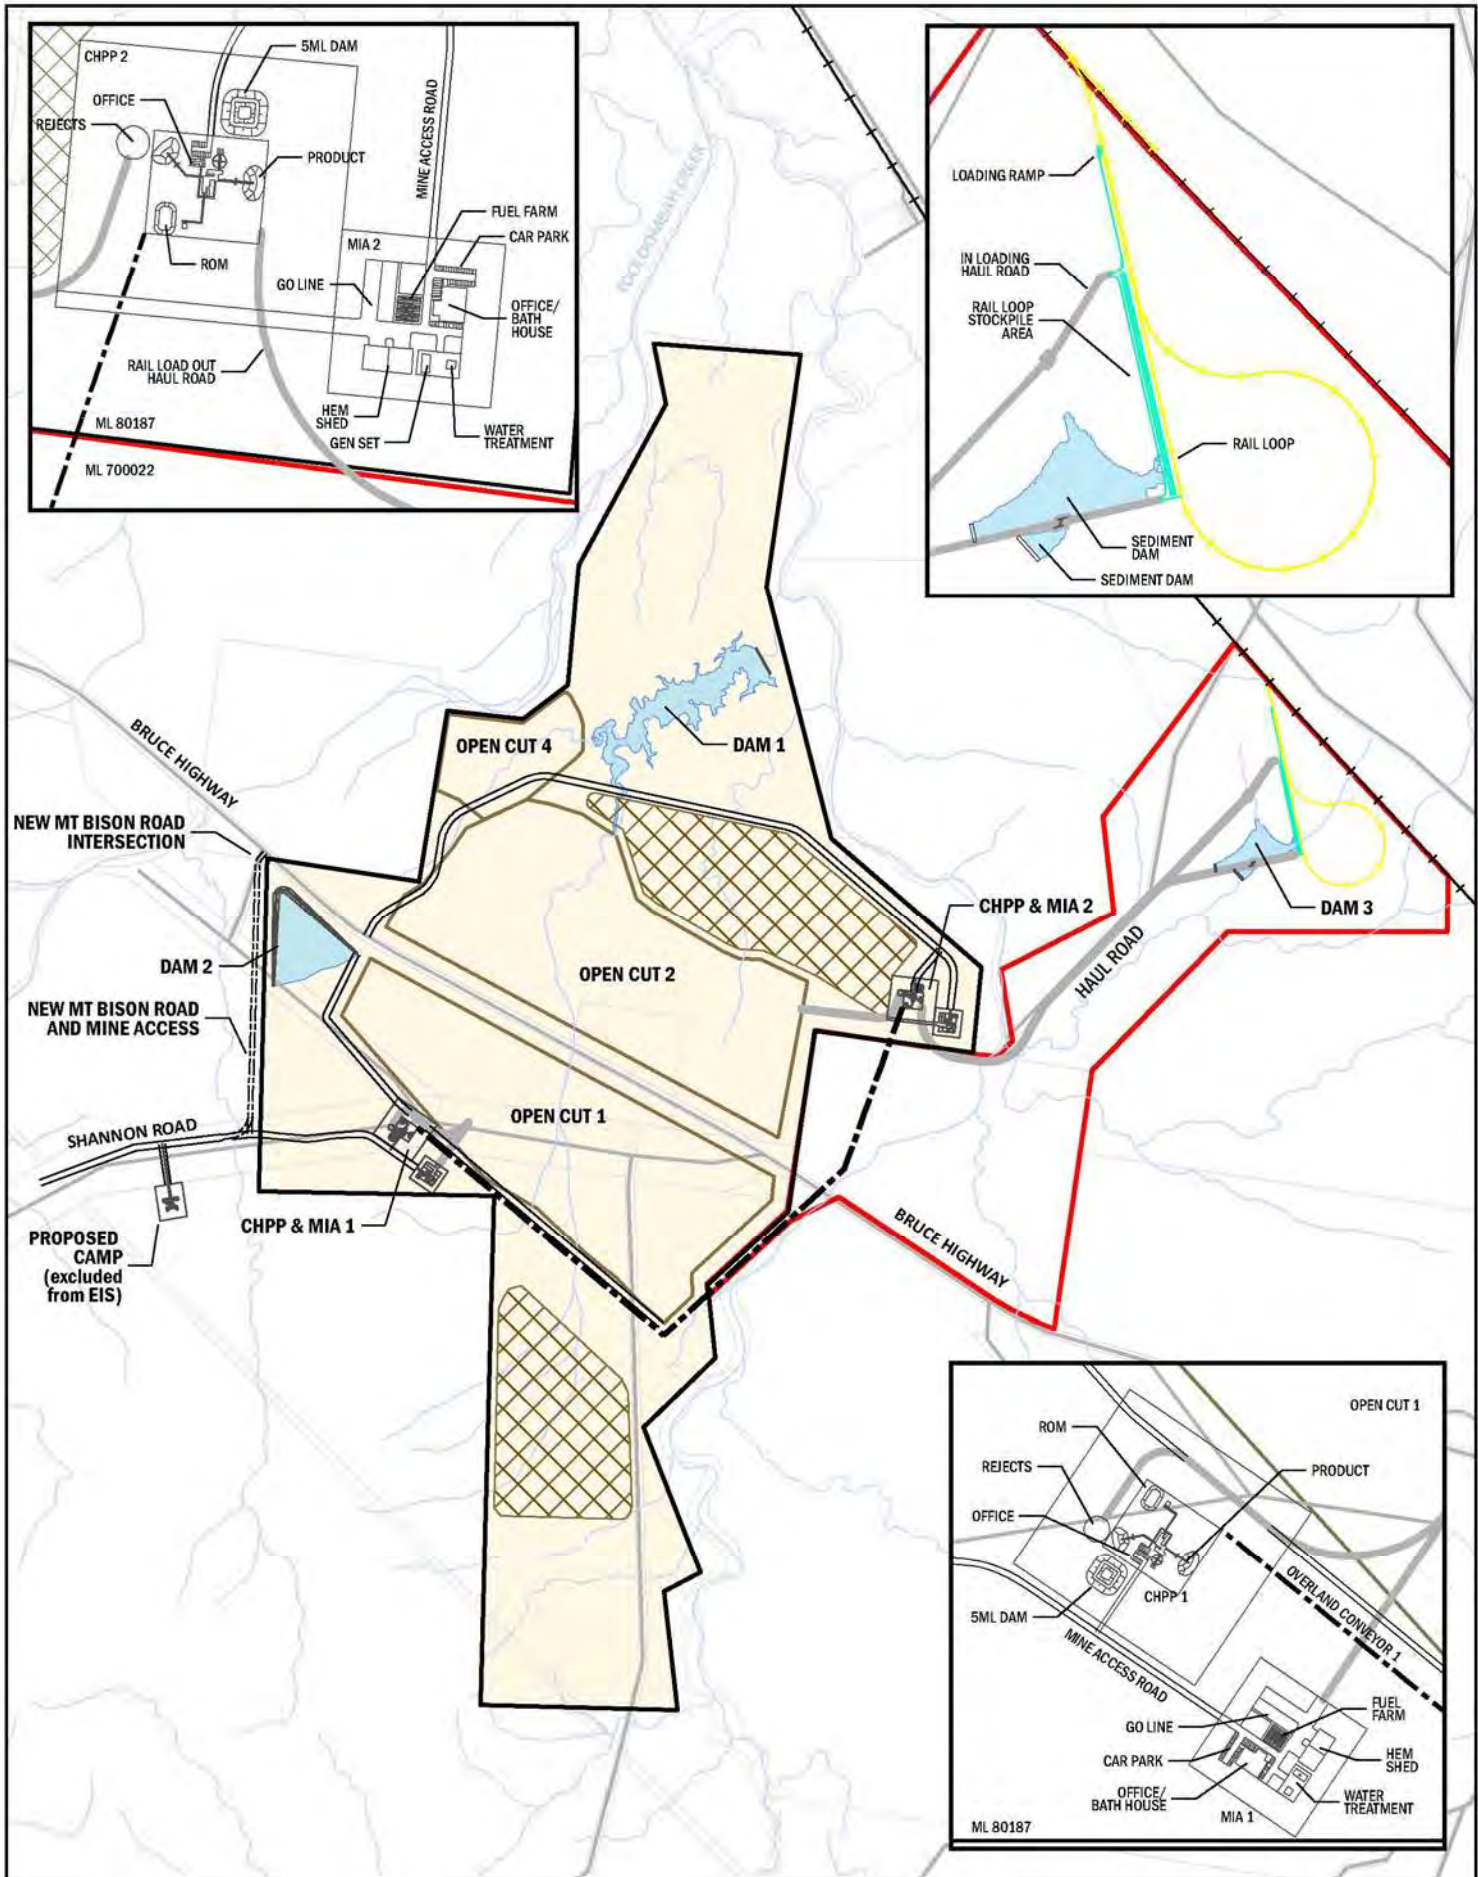 CHPP 2
5ML DAM
OFFICE
REJECTS
PRODUCT
ROM
MINE ACCESS ROAD
FUEL FARM
MIA 2
CAR PARK
GO LINE
OFFICE/
BATH
HOUSE
RAIL LOAD OUT
HAUL ROAD
HEM
SHED
GEN SET
WATER
TREATMENT
ML 80187
ML 700022
LOADING RAMP
IN LOADING
HAUL ROAD
RAIL LOOP
STOCKPILE
AREA
RAIL LOOP
SEDIMENT
DAM
SEDIMENT DAM
BRUCE HIGHWAY
OPEN CUT 4
DAM 1
NEW MT BISON ROAD
INTERSECTION
CHPP & MIA 2
DAM 3
HAUL ROAD
DAM 2
OPEN CUT 2
NEW MT BISON ROAD
AND MINE ACCESS
OPEN CUT 1
SHANNON ROAD
CHPP & MIA 1
BRUCE HIGHWAY
PROPOSED
CAMP
(excluded
from EIS)
OPEN CUT 1
ROM
REJECTS
PRODUCT
OFFICE
5ML DAM
CHPP 1
OVERLAND CONVEYOR 1
MINE ACCESS ROAD
FUEL
FARM
GO LINE
CAR PARK
HEM
SHED
OFFICE/
BATH HOUSE
WATER
TREATMENT
MIA 1
ML 80187